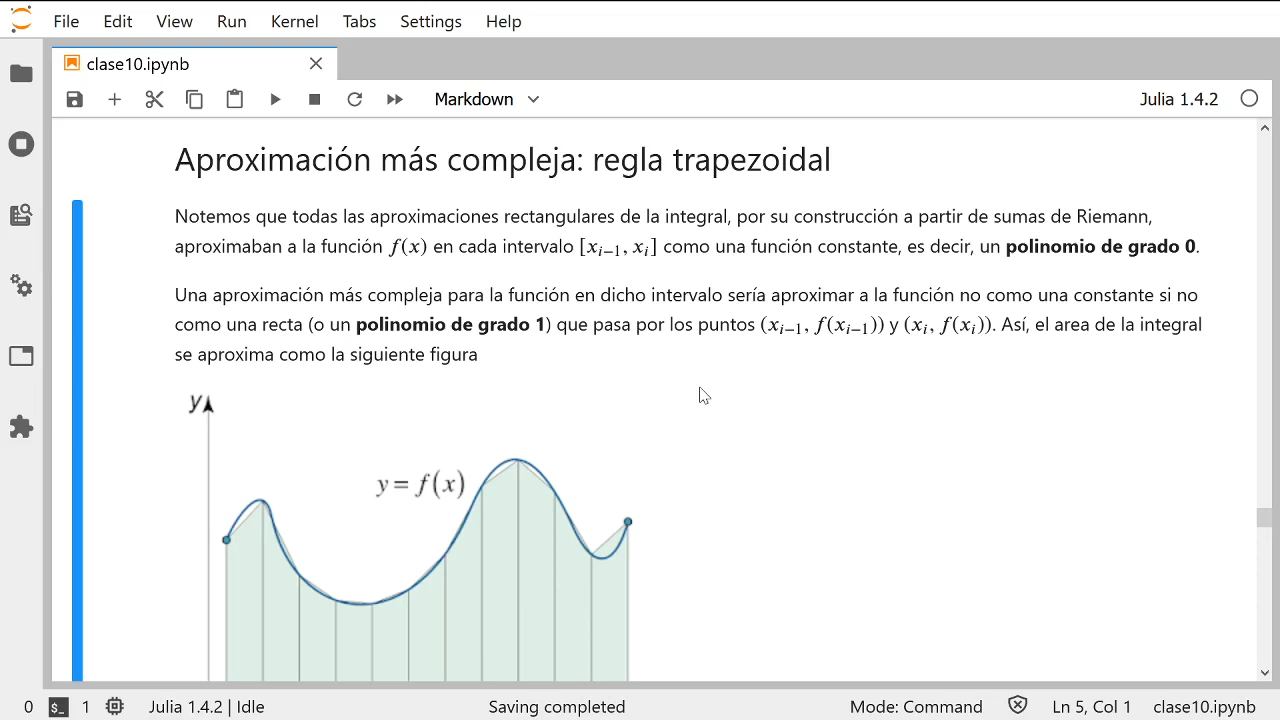 File Edit View Run Kernel Tabs Settings Help
clase10.ipynb
Markdown
Julia 1.4.2
Aproximación más compleja: regla trapezoidal
Notemos que todas las aproximaciones rectangulares de la integral, por su construcción a partir de sumas de Riemann,
aproximaban a la función f(x) en cada intervalo [x_{i−1}, x_i] como una función constante, es decir, un polinomio de grado 0.
Una aproximación más compleja para la función en dicho intervalo sería aproximar a la función no como una constante si no
como una recta (o un polinomio de grado 1) que pasa por los puntos (x_{i−1}, f(x_{i−1})) y (x_i, f(x_i)). Así, el area de la integral
se aproxima como la siguiente figura
y
y = f(x)
0 $_ 1 Julia 1.4.2 | Idle Saving completed Mode: Command Ln 5, Col 1 clase10.ipynb